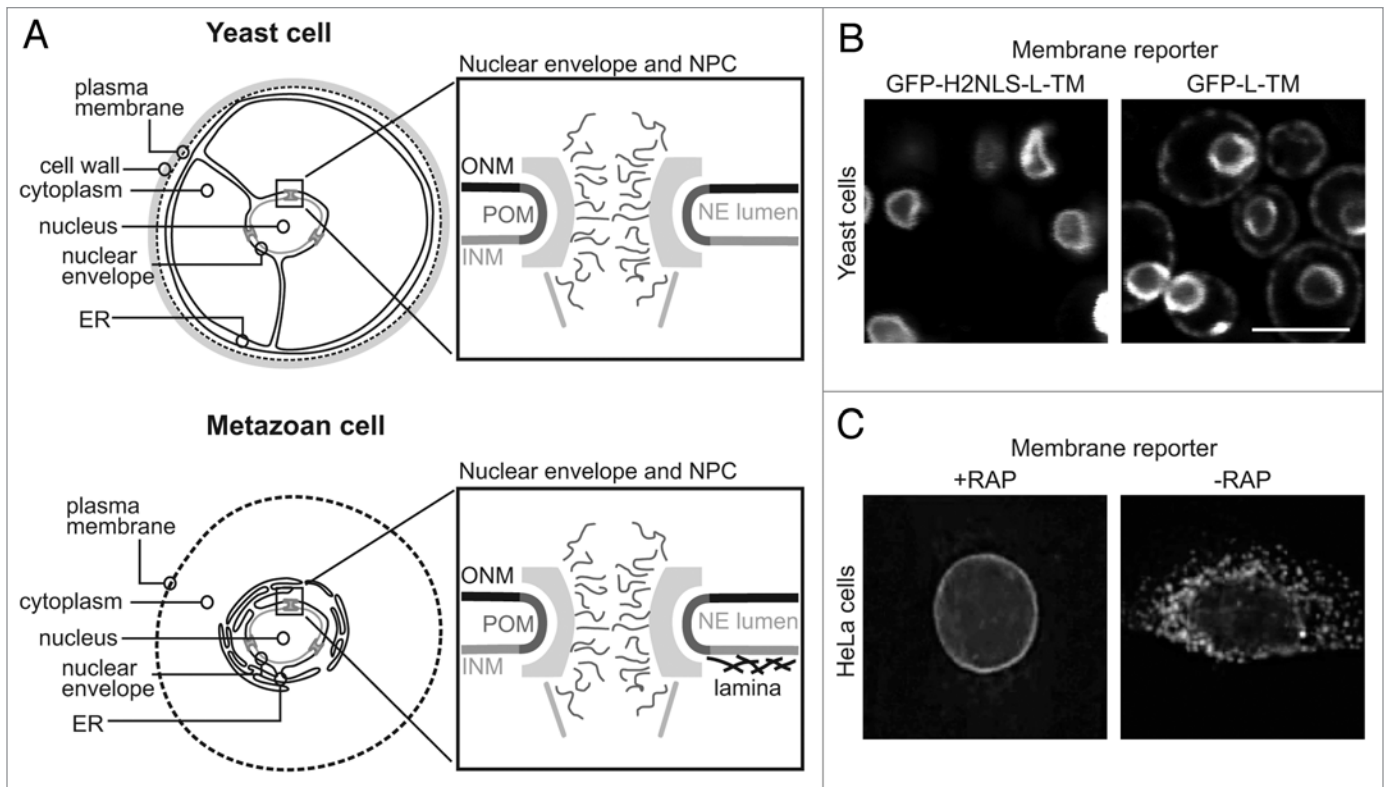 A
Yeast cell
Nuclear envelope and NPC
plasma
membrane
cell wall
cytoplasm
nucleus
nuclear
envelope
ER
ONM
POM
INM
NE lumen
Metazoan cell
Nuclear envelope and NPC
plasma
membrane
cytoplasm
nucleus
nuclear
envelope
ER
ONM
POM
INM
NE lumen
lamina
B
Membrane reporter
GFP-H2NLS-L-TM GFP-L-TM
Yeast cells
C
Membrane reporter
+RAP -RAP
HeLa cells